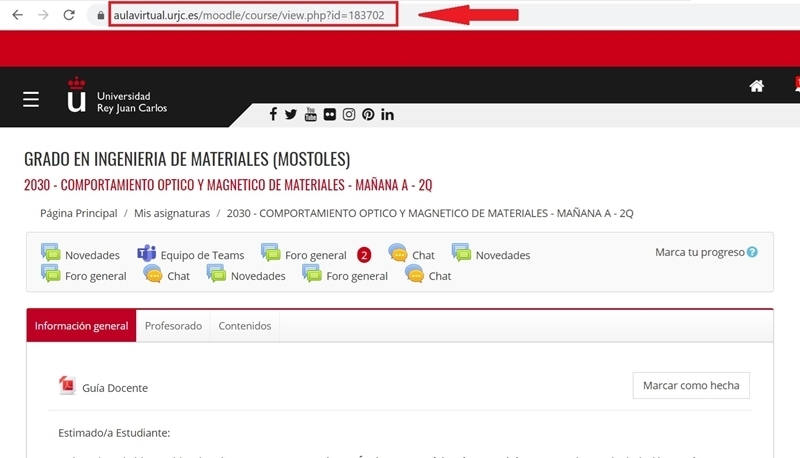 aulavirtual.urjc.es/moodle/course/view.php?id=183702
Universidad
Rey Juan Carlos
GRADO EN INGENIERIA DE MATERIALES (MOSTOLES)
2030 - COMPORTAMIENTO OPTICO Y MAGNETICO DE MATERIALES - MAÑANA A - 2Q
Página Principal / Mis asignaturas / 2030 - COMPORTAMIENTO OPTICO Y MAGNETICO DE MATERIALES - MAÑANA A - 2Q
Novedades Equipo de Teams Foro general 2 Chat Novedades Marca tu progreso ?
Foro general Chat Novedades Foro general Chat
Información general Profesorado Contenidos
Guía Docente Marcar como hecha
Estimado/a Estudiante: